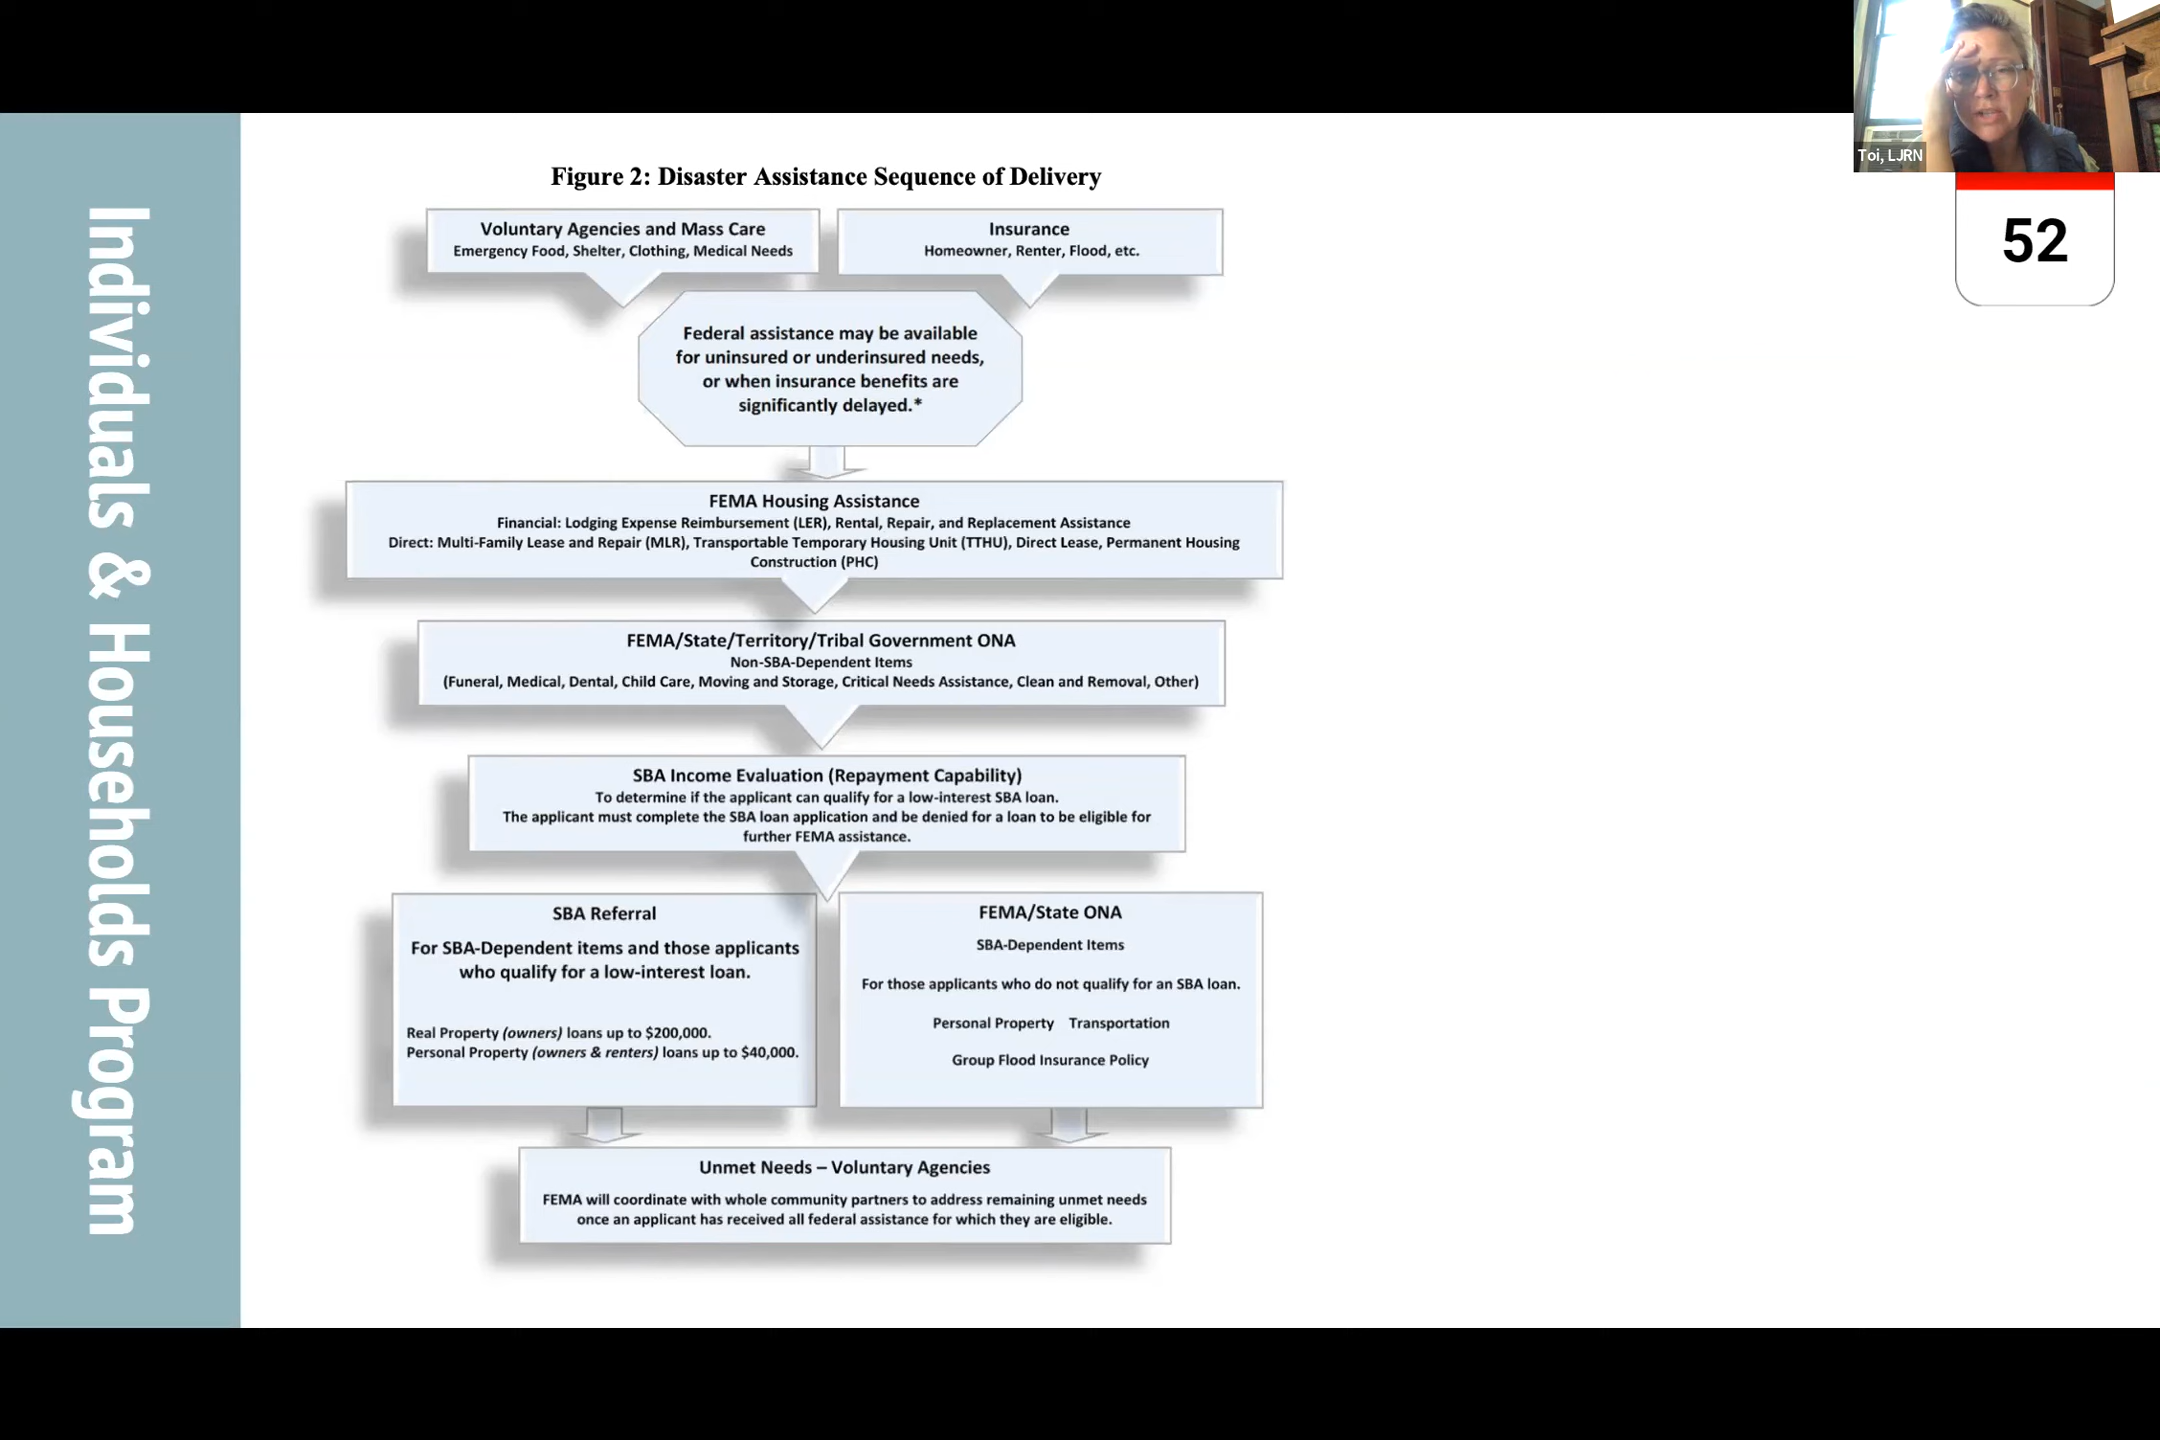 Individuals & Households Program
Figure 2: Disaster Assistance Sequence of Delivery
Voluntary Agencies and Mass Care
Emergency Food, Shelter, Clothing, Medical Needs
Insurance
Homeowner, Renter, Flood, etc.
Federal assistance may be available
for uninsured or underinsured needs,
or when insurance benefits are
significantly delayed.*
FEMA Housing Assistance
Financial: Lodging Expense Reimbursement (LER), Rental, Repair, and Replacement Assistance
Direct: Multi-Family Lease and Repair (MLR), Transportable Temporary Housing Unit (TTHU), Direct Lease, Permanent Housing
Construction (PHC)
FEMA/State/Territory/Tribal Government ONA
Non-SBA-Dependent Items
(Funeral, Medical, Dental, Child Care, Moving and Storage, Critical Needs Assistance, Clean and Removal, Other)
SBA Income Evaluation (Repayment Capability)
To determine if the applicant can qualify for a low-interest SBA loan.
The applicant must complete the SBA loan application and be denied for a loan to be eligible for
further FEMA assistance.
SBA Referral
For SBA-Dependent items and those applicants
who qualify for a low-interest loan.
Real Property (owners) loans up to $200,000.
Personal Property (owners & renters) loans up to $40,000.
FEMA/State ONA
SBA-Dependent Items
For those applicants who do not qualify for an SBA loan.
Personal Property Transportation
Group Flood Insurance Policy
Unmet Needs – Voluntary Agencies
FEMA will coordinate with whole community partners to address remaining unmet needs
once an applicant has received all federal assistance for which they are eligible.
Toi, LJRN
52